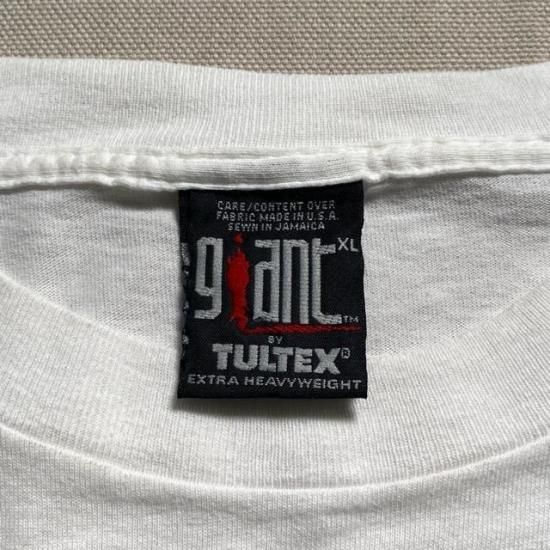 CARE/CONTENT OVER
FABRIC MADE IN U.S.A.
SEWN IN JAMAICA
giant XL
TM
BY
TULTEX®
EXTRA HEAVYWEIGHT